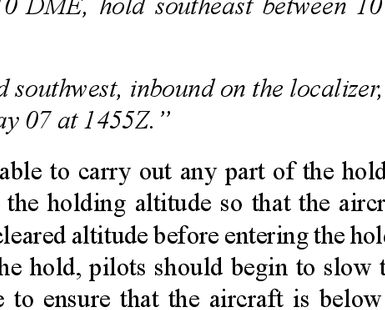 0 DME, hold southeast between 10
d southwest, inbound on the localizer,
ay 07 at 1455Z.”
able to carry out any part of the hold
the holding altitude so that the aircr
cleared altitude before entering the hol
he hold, pilots should begin to slow t
e to ensure that the aircraft is below